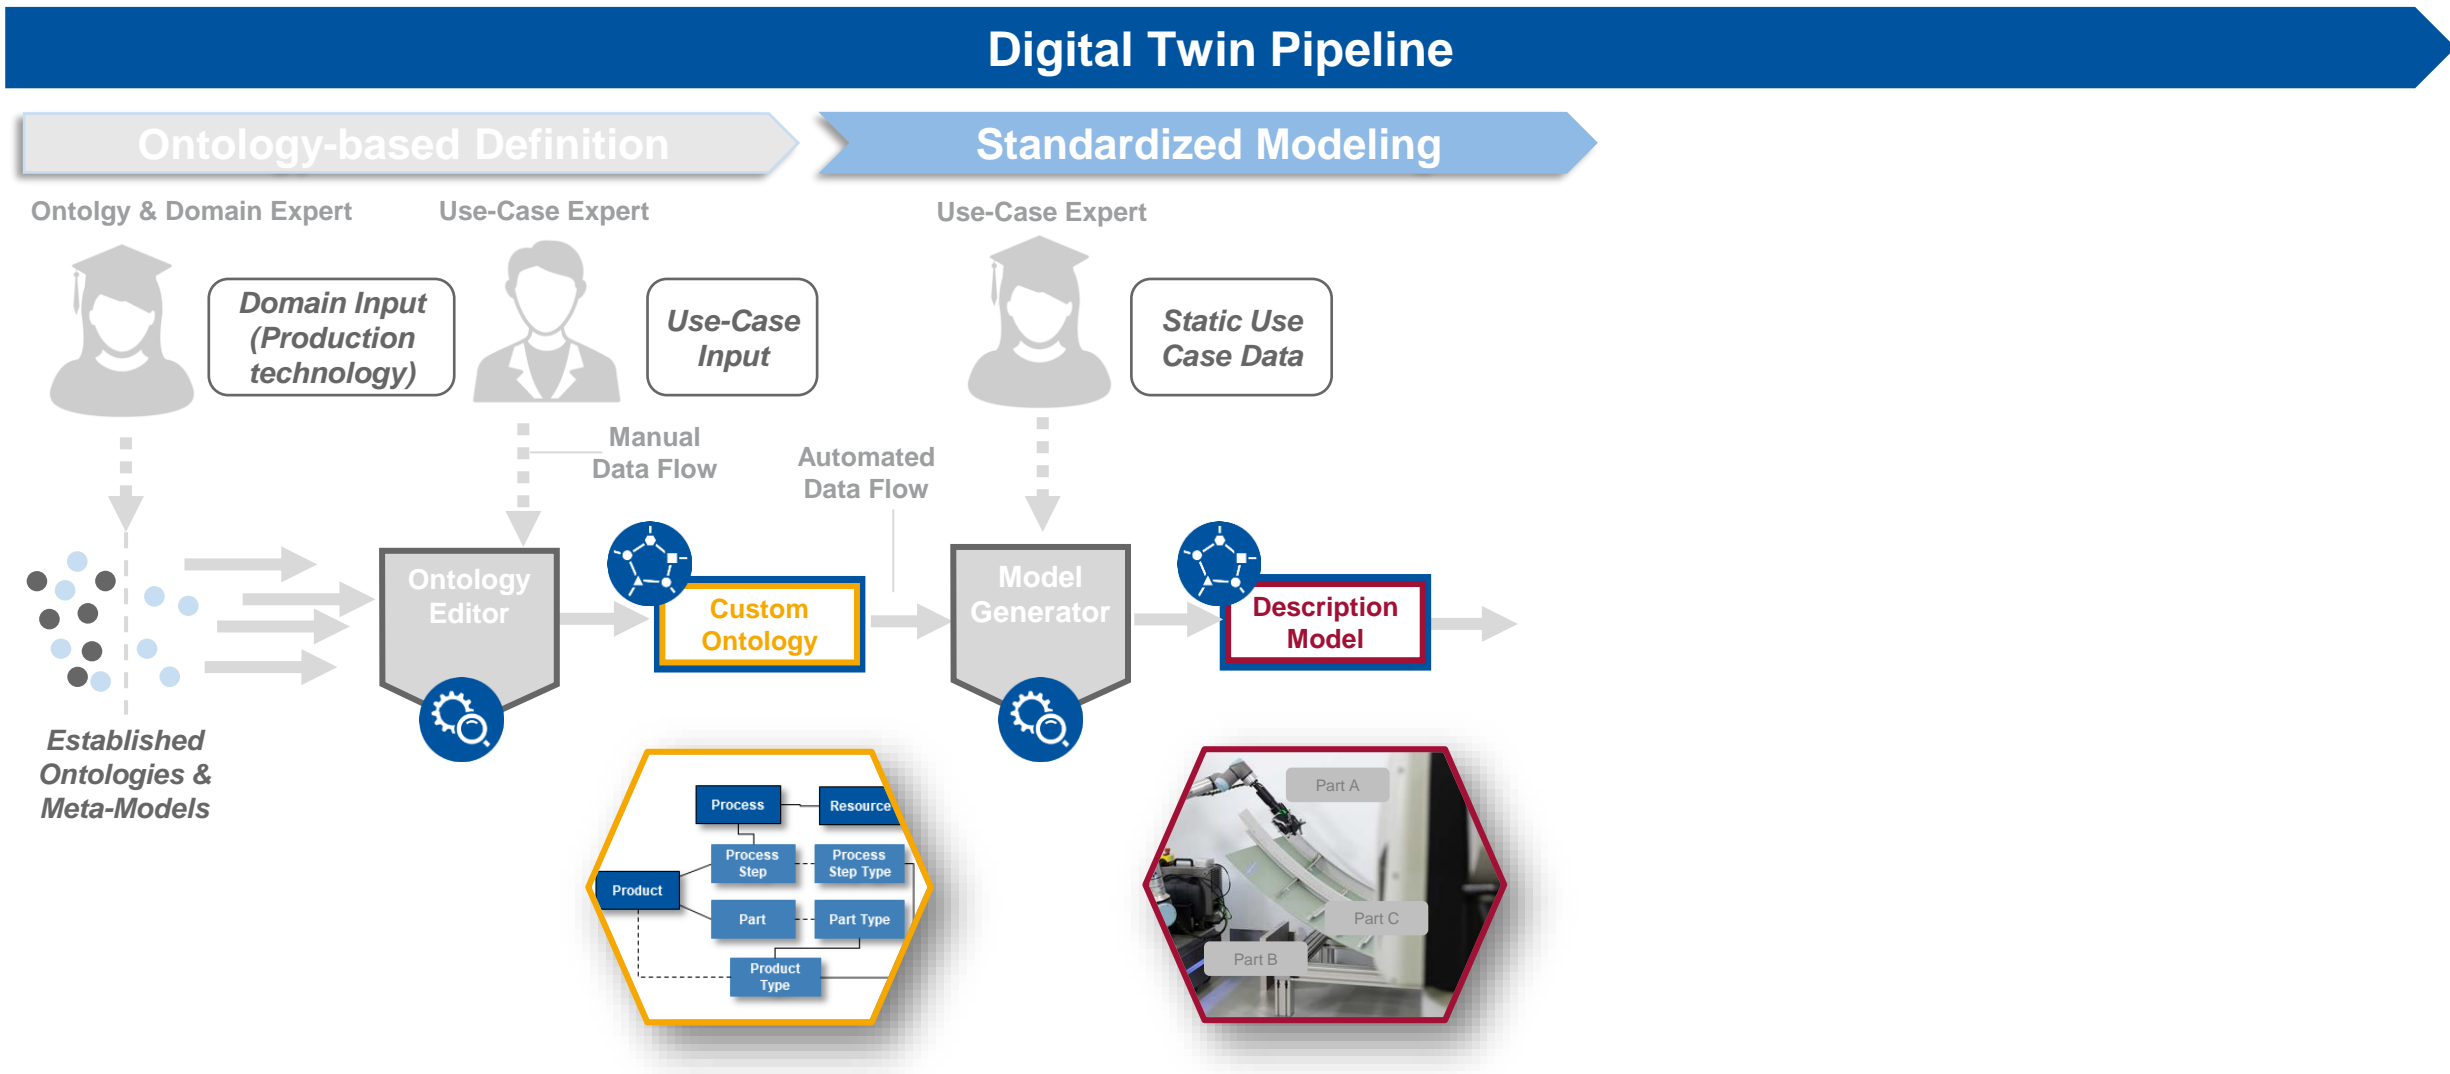 Digital Twin Pipeline
Ontology-based Definition
Standardized Modeling
Ontolgy & Domain Expert
Use-Case Expert
Use-Case Expert
Domain Input
(Production
technology)
Use-Case
Input
Static Use
Case Data
Manual
Data Flow
Automated
Data Flow
Ontology
Editor
Custom
Ontology
Model
Generator
Description
Model
Established
Ontologies &
Meta-Models
Process
Resource
Process
Step
Process
Step Type
Product
Part
Part Type
Product
Type
Part A
Part C
Part B